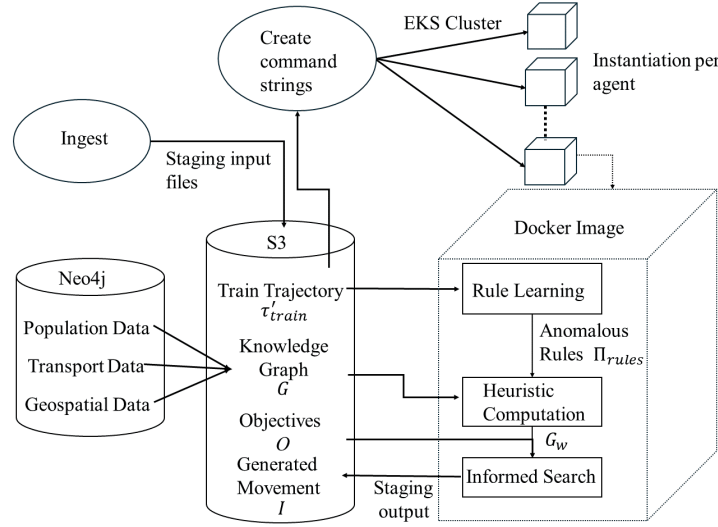 Create
command
strings
EKS Cluster
Instantiation per
agent
Ingest
Staging input
files
Docker Image
S3
Neo4j
Population Data
Transport Data
Geospatial Data
Train Trajectory
τ′train
Knowledge
Graph
G
Objectives
O
Generated
Movement
I
Rule Learning
Anomalous
Rules Πrules
Heuristic
Computation
Gw
Informed Search
Staging
output